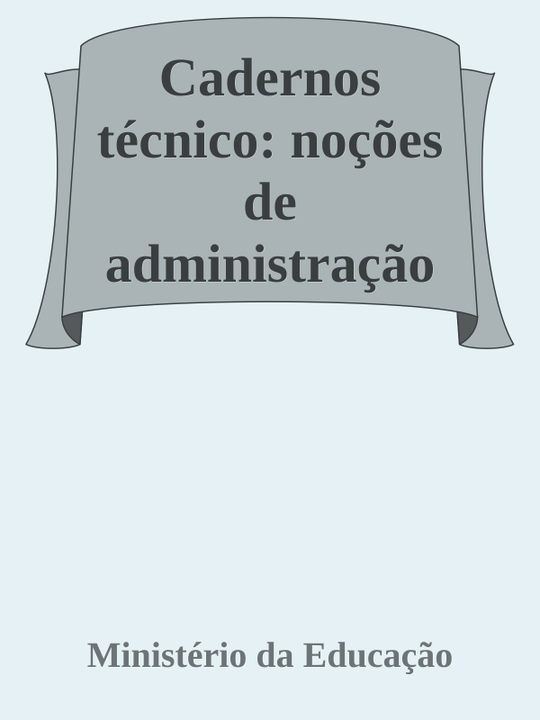 Cadernos
técnico: noções
de
administração
Ministério da Educação